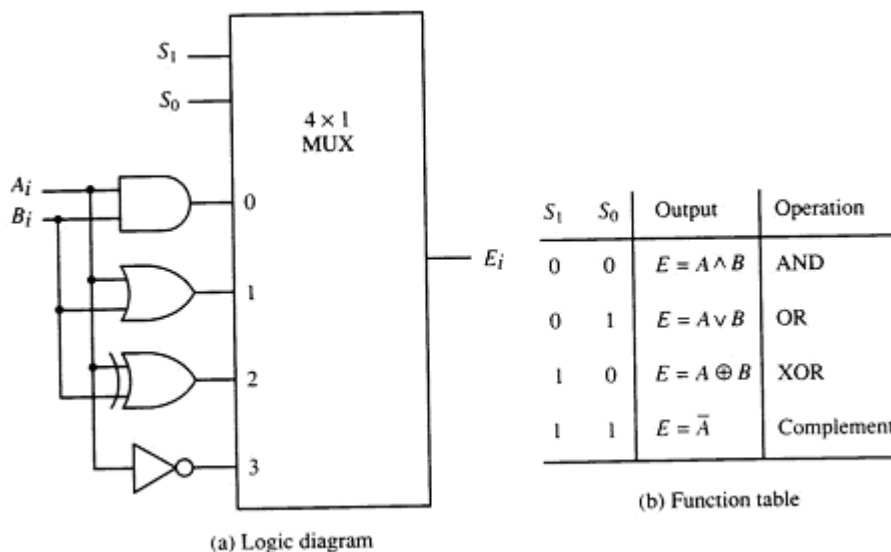 S₁
S₀
4 × 1
MUX
Aᵢ
Bᵢ
0
1
2
3
Eᵢ
(a) Logic diagram
S₁ S₀ Output Operation
0 0 E = A ∧ B AND
0 1 E = A ∨ B OR
1 0 E = A ⊕ B XOR
1 1 E = A̅ Complement
(b) Function table